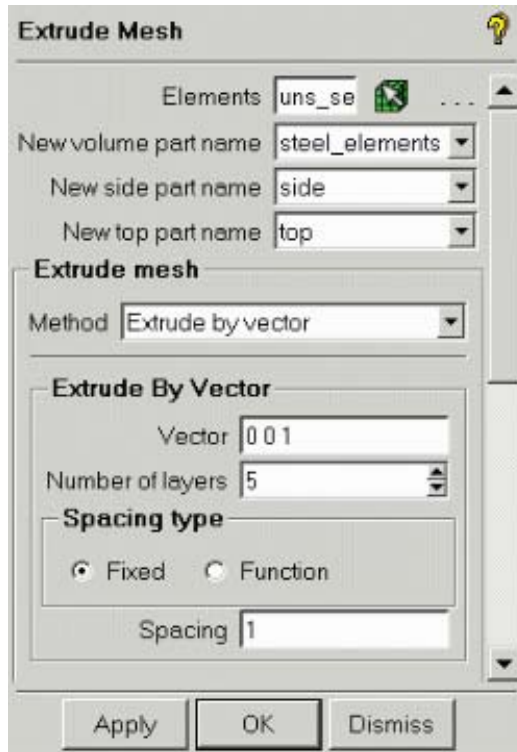 Extrude Mesh
Elements uns_se ...
New volume part name steel_elements
New side part name side
New top part name top
Extrude mesh
Method Extrude by vector
Extrude By Vector
Vector 0 0 1
Number of layers 5
Spacing type
Fixed Function
Spacing 1
Apply OK Dismiss